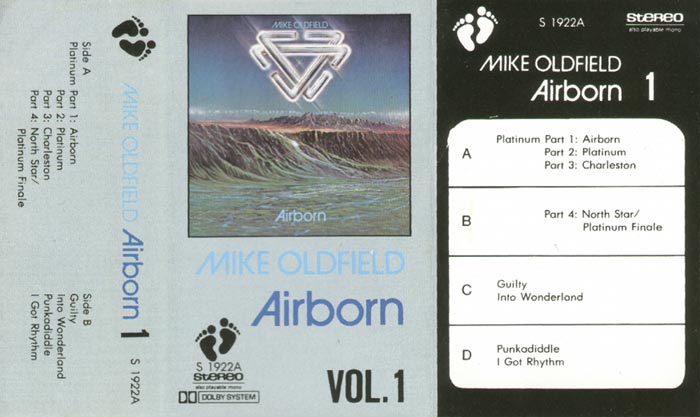 Side A
Platinum Part 1: Airborn
Part 2: Platinum
Part 3: Charleston
Part 4: North Star/
Platinum Finale
MIKE OLDFIELD Airborn 1
Side B
Guilty
Into Wonderland
Punkadiddle
I Got Rhythm
S 1922A
MIKE OLDFIELD
Airborn
MIKE OLDFIELD
Airborn
S 1922A
STEREO
also playable mono
DOLBY SYSTEM
VOL.1
S 1922A
STEREO
also playable mono
MIKE OLDFIELD
Airborn 1
A
Platinum Part 1: Airborn
Part 2: Platinum
Part 3: Charleston
B
Part 4: North Star/
Platinum Finale
C
Guilty
Into Wonderland
D
Punkadiddle
I Got Rhythm